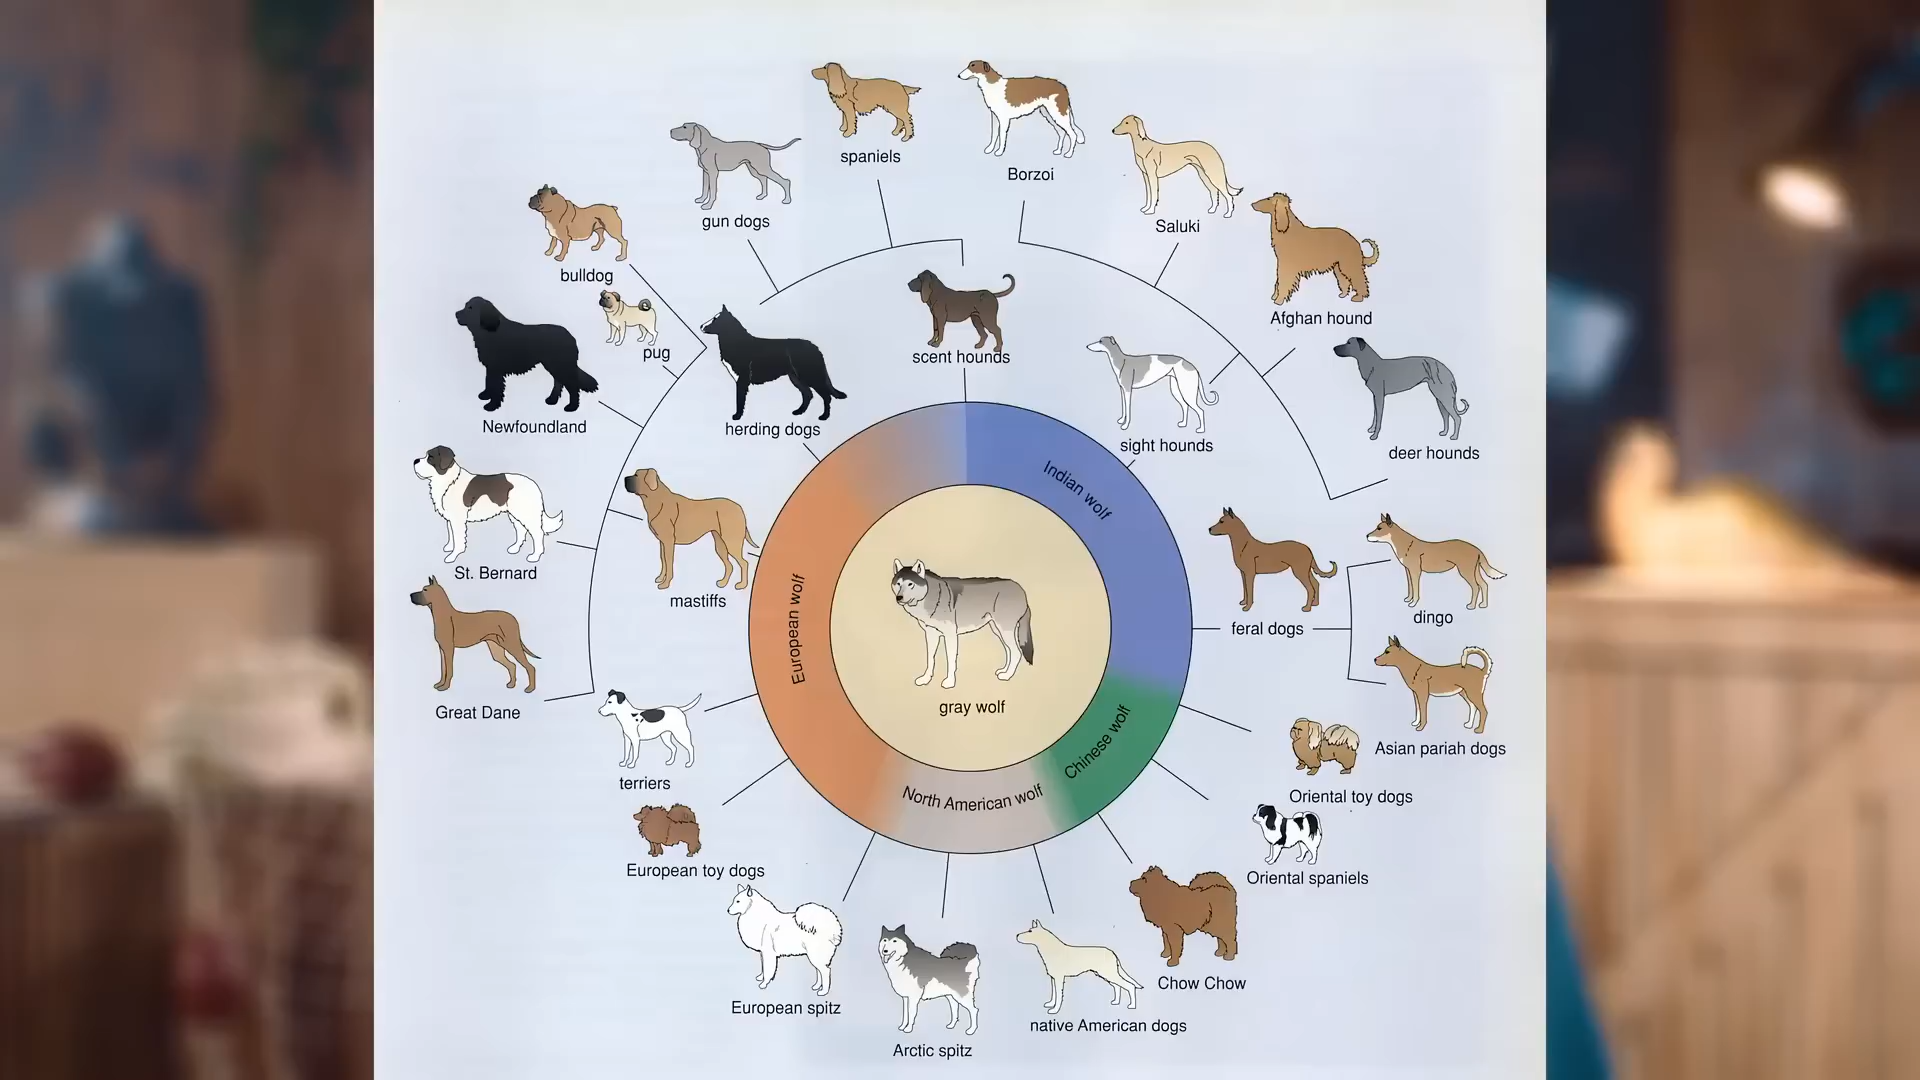 spaniels
Borzoi
gun dogs
Saluki
bulldog
Afghan hound
pug
scent hounds
Newfoundland
herding dogs
sight hounds
deer hounds
Indian wolf
St. Bernard
mastiffs
European wolf
feral dogs
dingo
gray wolf
Great Dane
Chinese wolf
Asian pariah dogs
terriers
North American wolf
Oriental toy dogs
European toy dogs
Oriental spaniels
Chow Chow
European spitz
native American dogs
Arctic spitz